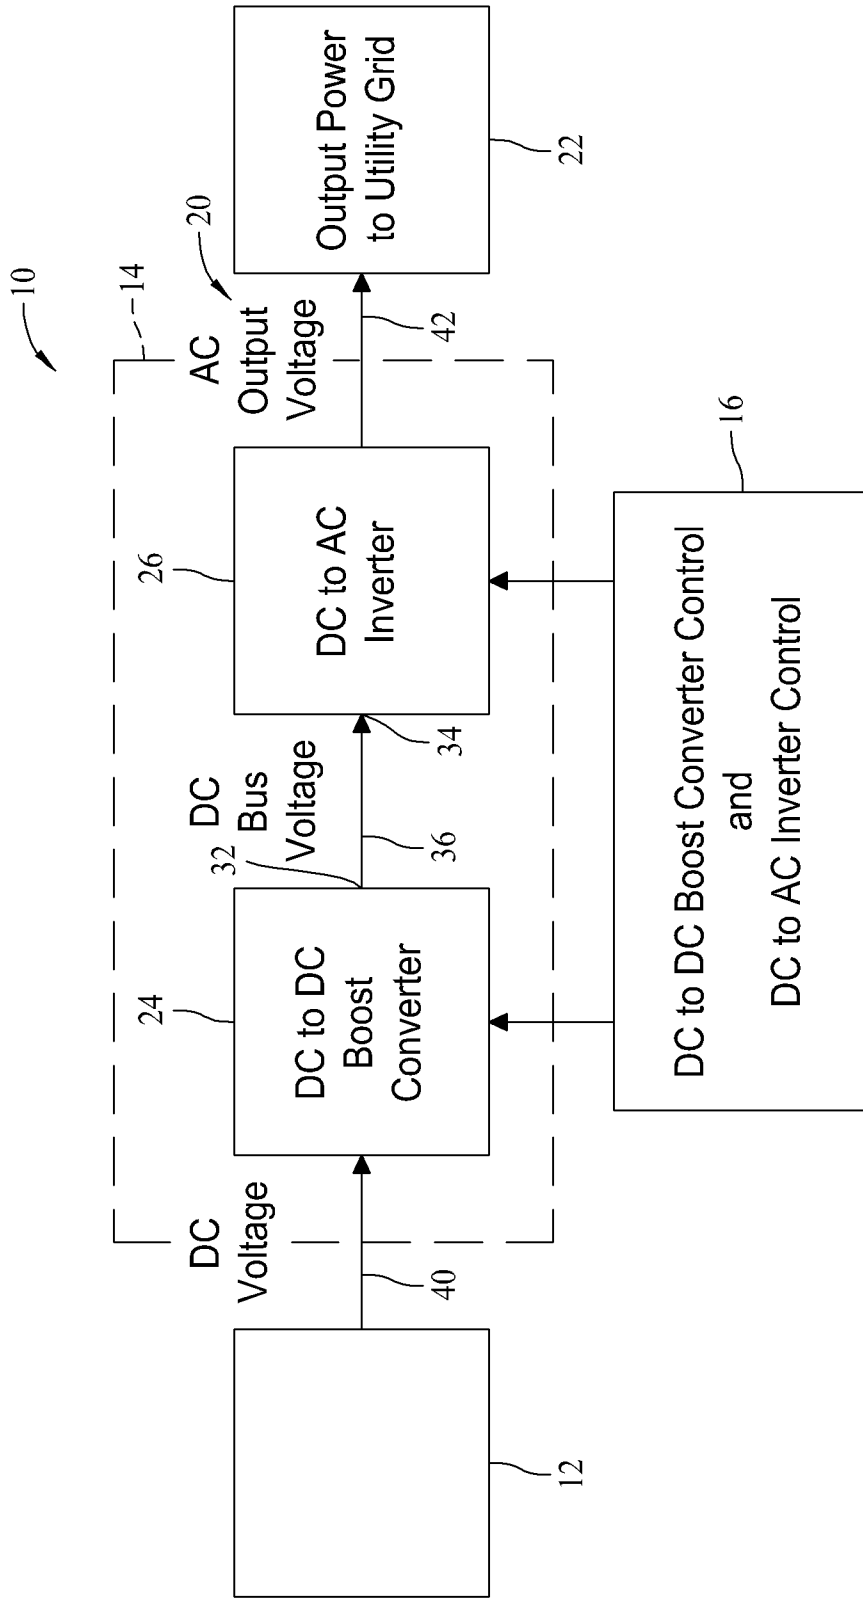 10
14
DC
Voltage
24
DC
Bus
Voltage
26
AC
Output
Voltage
20
32
DC to DC
Boost
Converter
DC to AC
Inverter
Output Power
to Utility Grid
12
40
36
34
42
22
16
DC to DC Boost Converter Control
and
DC to AC Inverter Control